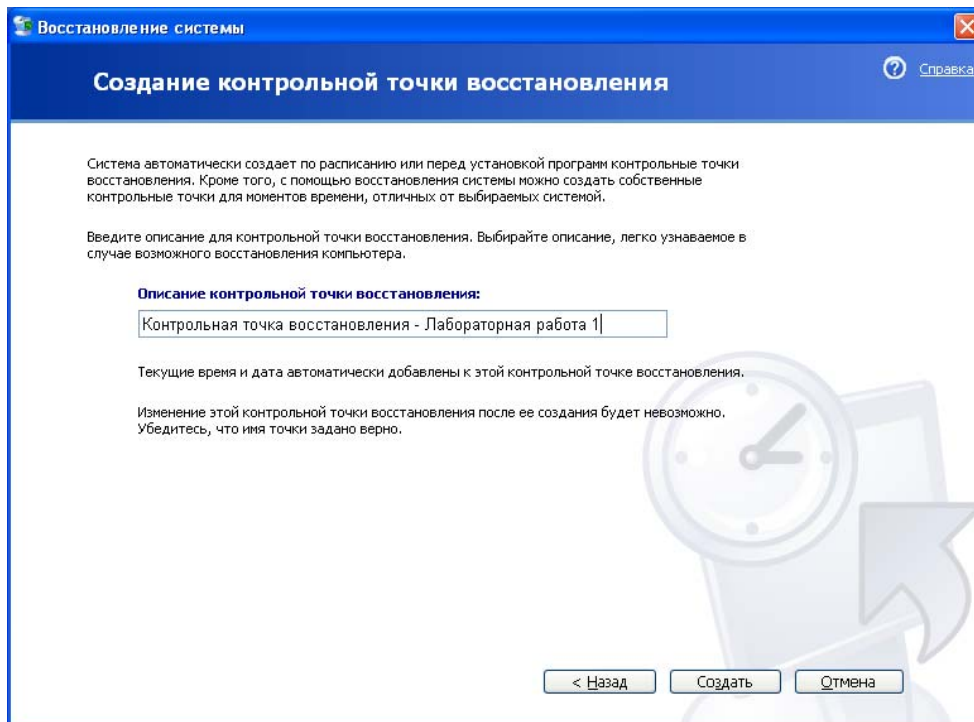 Восстановление системы
Создание контрольной точки восстановления
Справка
Система автоматически создает по расписанию или перед установкой программ контрольные точки
восстановления. Кроме того, с помощью восстановления системы можно создать собственные
контрольные точки для моментов времени, отличных от выбираемых системой.
Введите описание для контрольной точки восстановления. Выбирайте описание, легко узнаваемое в
случае возможного восстановления компьютера.
Описание контрольной точки восстановления:
Контрольная точка восстановления - Лабораторная работа 1
Текущие время и дата автоматически добавлены к этой контрольной точке восстановления.
Изменение этой контрольной точки восстановления после ее создания будет невозможно.
Убедитесь, что имя точки задано верно.
< Назад
Создать
Отмена